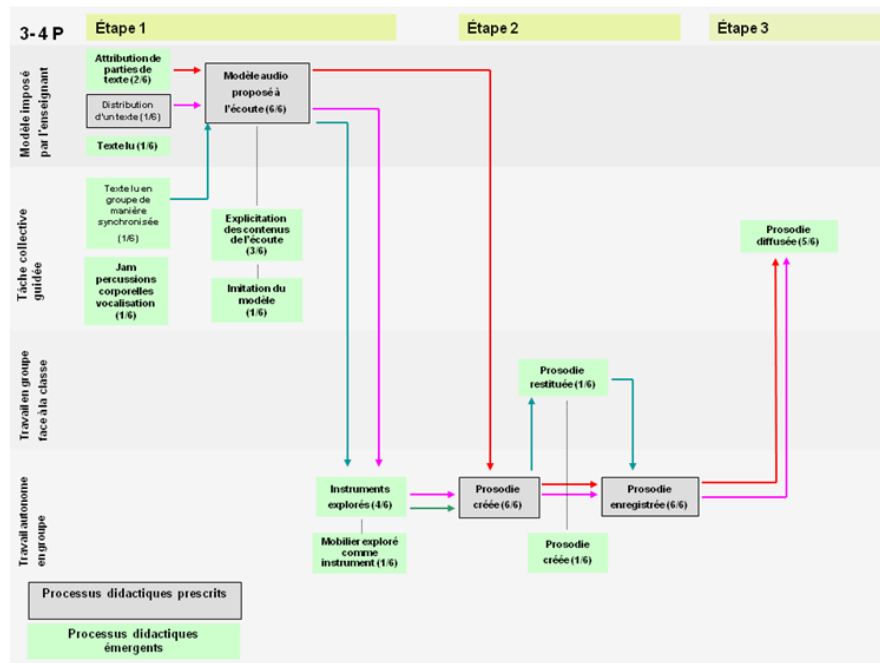 3-4 P
Étape 1
Étape 2
Étape 3
Modèle imposé
par l'enseignant
Attribution de
parties de
texte (2/6)
Distribution
d'un texte (1/6)
Texte lu (1/6)
Modèle audio
proposé à
l'écoute (6/6)
Tâche collective
guidée
Texte lu en
groupe de
manière
synchronisée
(1/6)
Jam
percussions
corporelles
vocalisation
(1/6)
Explicitation
des contenus
de l'écoute
(3/6)
Imitation du
modèle
(1/6)
Prosodie
diffusée (5/6)
Travail en groupe
face à la classe
Prosodie
restituée (1/6)
Travail autonome
en groupe
Instruments
explorés (4/6)
Mobilier exploré
comme
instrument (1/6)
Prosodie
créée (6/6)
Prosodie
enregistrée (6/6)
Prosodie
créée (1/6)
Processus didactiques prescrits
Processus didactiques
émergents